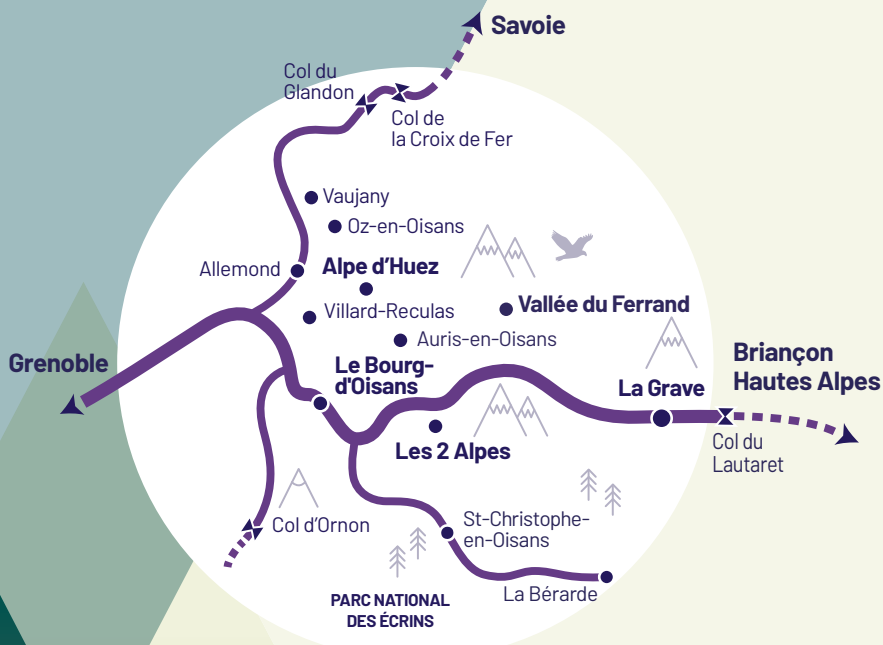 Savoie
Col du
Glandon
Col de
la Croix de Fer
Vaujany
Oz-en-Oisans
Allemond
Alpe d'Huez
Villard-Reculas
Vallée du Ferrand
Auris-en-Oisans
Grenoble
Le Bourg-
d'Oisans
La Grave
Briançon
Hautes Alpes
Les 2 Alpes
Col du
Lautaret
Col d'Ornon
St-Christophe-
en-Oisans
La Bérarde
PARC NATIONAL
DES ÉCRINS